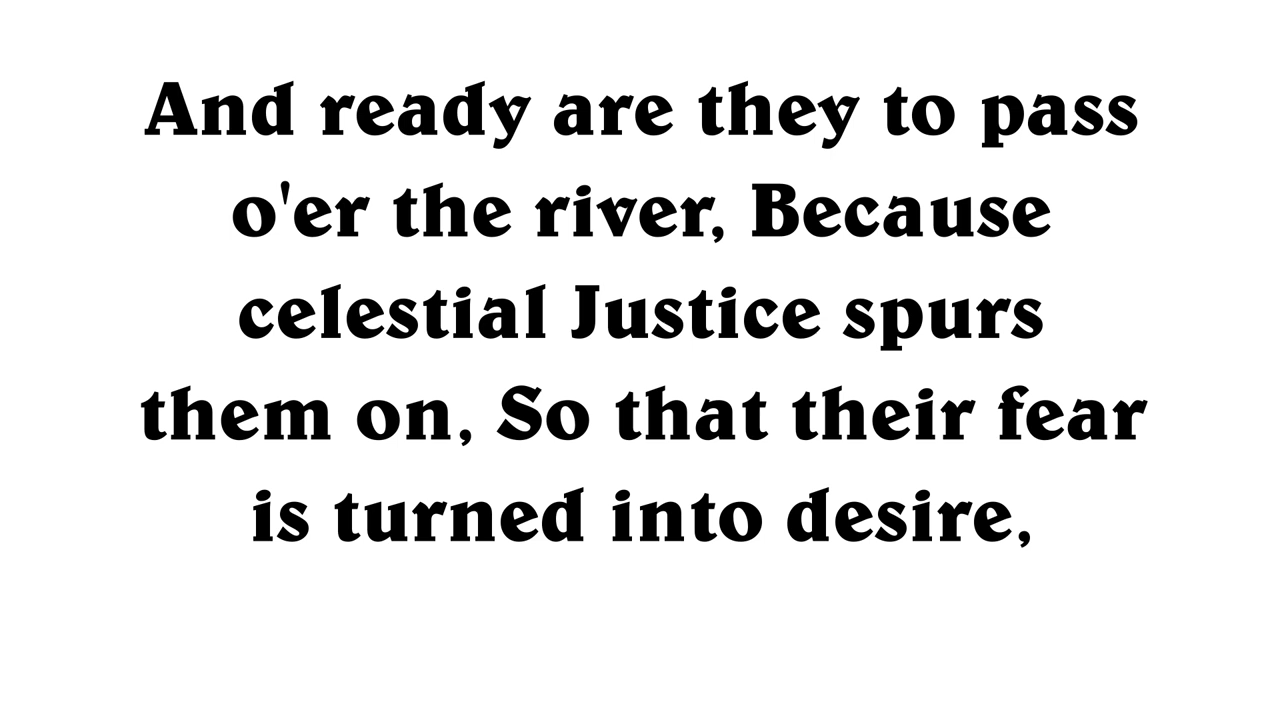 And ready are they to pass
o'er the river, Because
celestial Justice spurs
them on, So that their fear
is turned into desire,